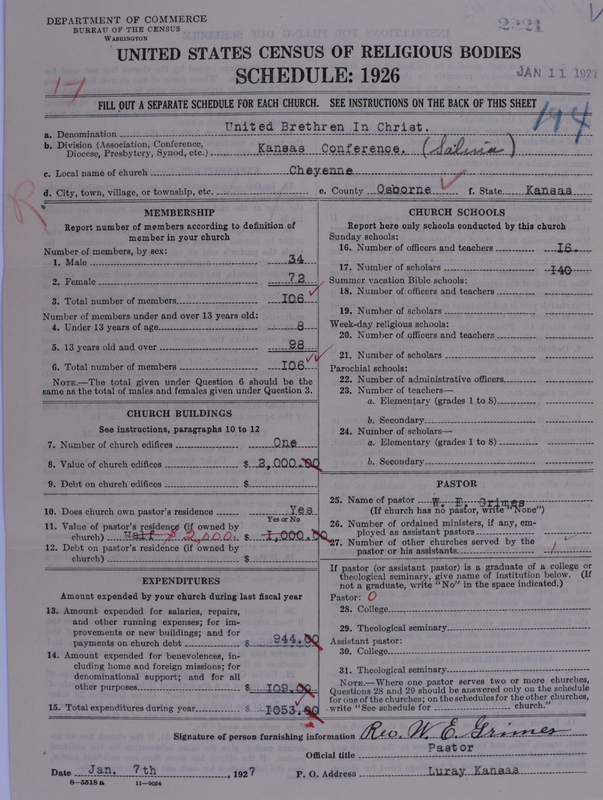 DEPARTMENT OF COMMERCE
BUREAU OF THE CENSUS
WASHINGTON
2221
UNITED STATES CENSUS OF RELIGIOUS BODIES
SCHEDULE: 1926
JAN 11 1927
1-1
FILL OUT A SEPARATE SCHEDULE FOR EACH CHURCH. SEE INSTRUCTIONS ON THE BACK OF THIS SHEET
194
a. Denomination United Brethren In Christ.
b. Division (Association, Conference, Diocese, Presbytery, Synod, etc.) Kansas Conference. (Salina)
c. Local name of church Cheyenne
d. City, town, village, or township, etc. e. County Osborne f. State Kansas
R
MEMBERSHIP
Report number of members according to definition of
member in your church
Number of members, by sex:
1. Male 34
2. Female 72
3. Total number of members 106
Number of members under and over 13 years old:
4. Under 13 years of age 8
5. 13 years old and over 98
6. Total number of members 106
NOTE.—The total given under Question 6 should be the
same as the total of males and females given under Question 3.
CHURCH BUILDINGS
See instructions, paragraphs 10 to 12
7. Number of church edifices One
8. Value of church edifices $ 2,000.00
9. Debt on church edifices $
10. Does church own pastor's residence Yes
Yes or No
11. Value of pastor's residence (if owned by
church) Half $2,000. $ 1,000.00
12. Debt on pastor's residence (if owned by
church) $
EXPENDITURES
Amount expended by your church during last fiscal year
13. Amount expended for salaries, repairs,
and other running expenses; for im-
provements or new buildings; and for
payments on church debt $ 944.00
14. Amount expended for benevolences, in-
cluding home and foreign missions; for
denominational support; and for all
other purposes $ 109.00
15. Total expenditures during year $ 1053.00
CHURCH SCHOOLS
Report here only schools conducted by this church
Sunday schools:
16. Number of officers and teachers 16.
17. Number of scholars 140
Summer vacation Bible schools:
18. Number of officers and teachers
19. Number of scholars
Week-day religious schools:
20. Number of officers and teachers
21. Number of scholars
Parochial schools:
22. Number of administrative officers
23. Number of teachers—
a. Elementary (grades 1 to 8)
b. Secondary
24. Number of scholars—
a. Elementary (grades 1 to 8)
b. Secondary
PASTOR
25. Name of pastor W. E. Grimes
(If church has no pastor, write "None")
26. Number of ordained ministers, if any, em-
ployed as assistant pastors
27. Number of other churches served by the
pastor or his assistants 1
If pastor (or assistant pastor) is a graduate of a college or
theological seminary, give name of institution below. (If
not a graduate, write "No" in the space indicated.)
Pastor: 0
28. College
29. Theological seminary
Assistant pastor:
30. College
31. Theological seminary
NOTE.—Where one pastor serves two or more churches,
Questions 28 and 29 should be answered only on the schedule
for one of the churches; on the schedules for the other churches,
write "See schedule for church."
Signature of person furnishing information Rev. W. E. Grimes
Official title Pastor
Date Jan. 7th, 1927 P. O. Address Luray Kansas
8—5518 a 11—9034